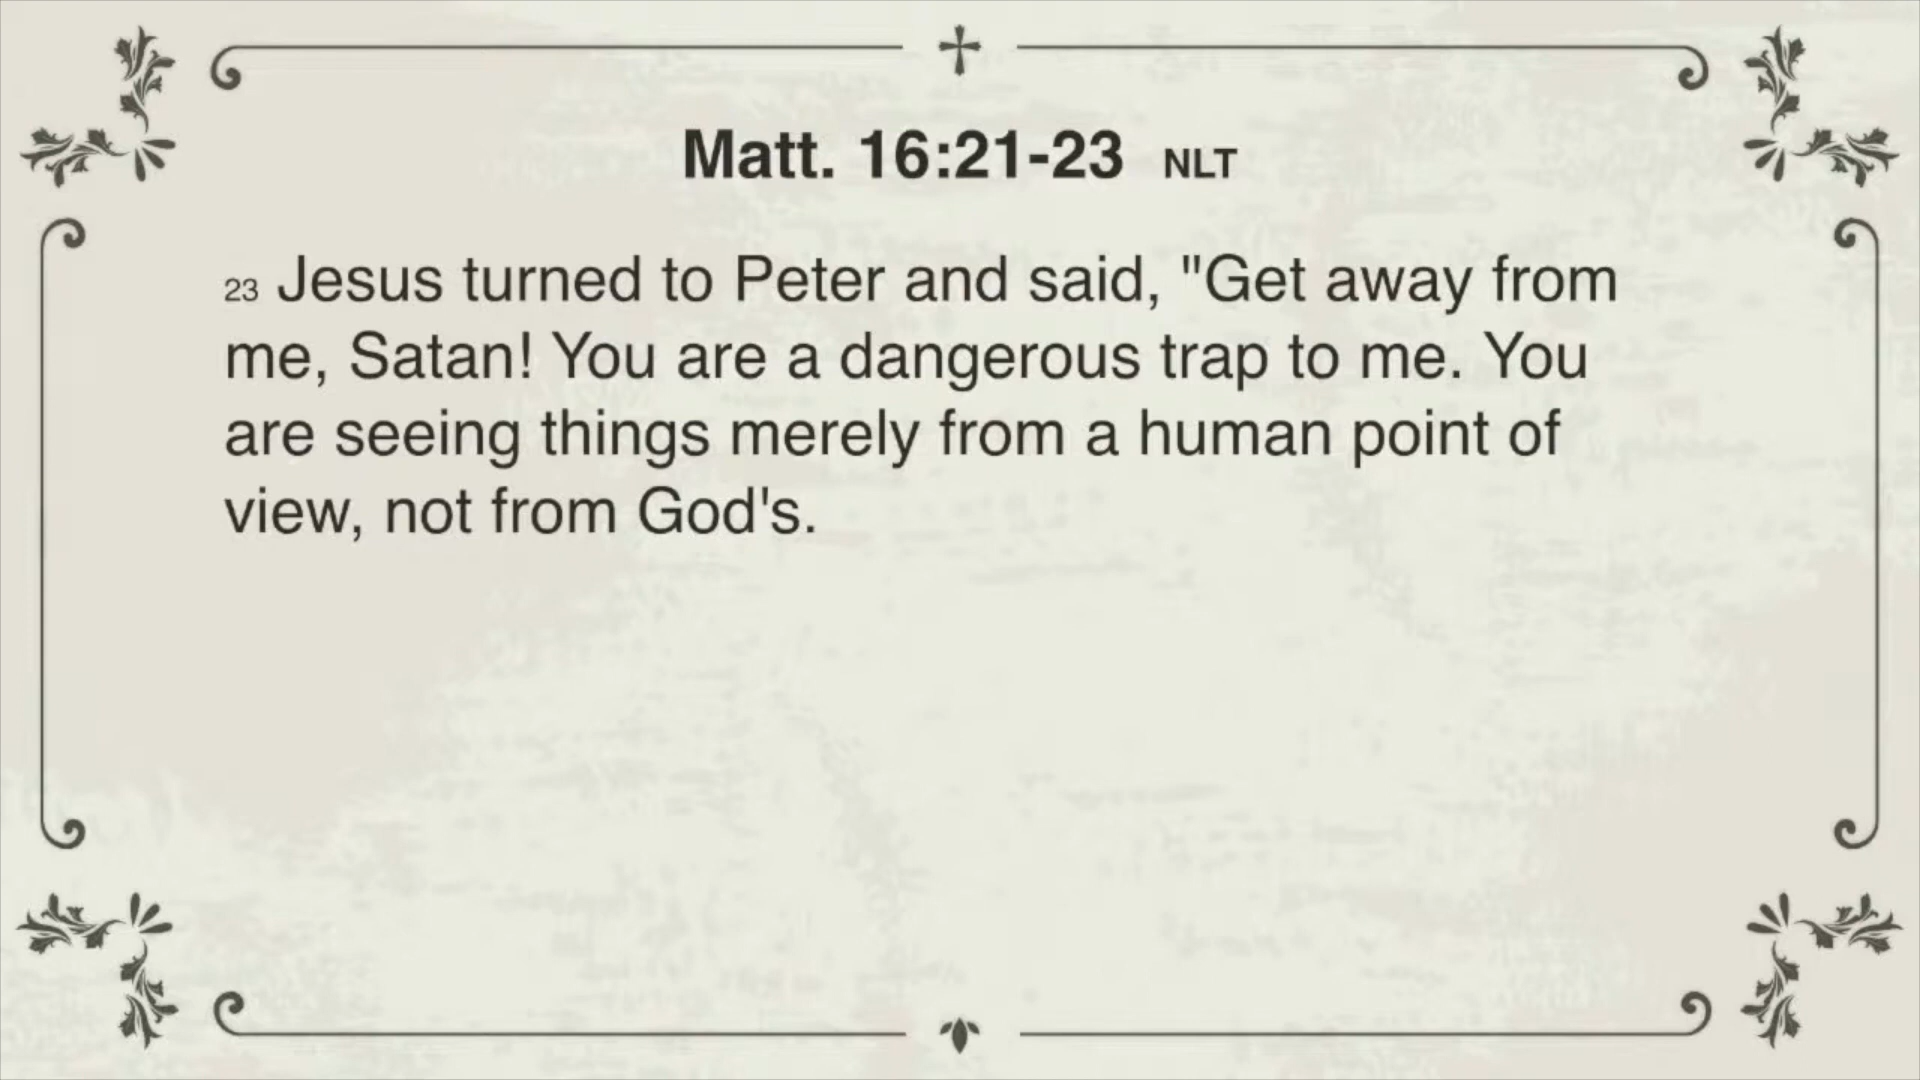 Matt. 16:21-23 NLT
23 Jesus turned to Peter and said, "Get away from
me, Satan! You are a dangerous trap to me. You
are seeing things merely from a human point of
view, not from God's.